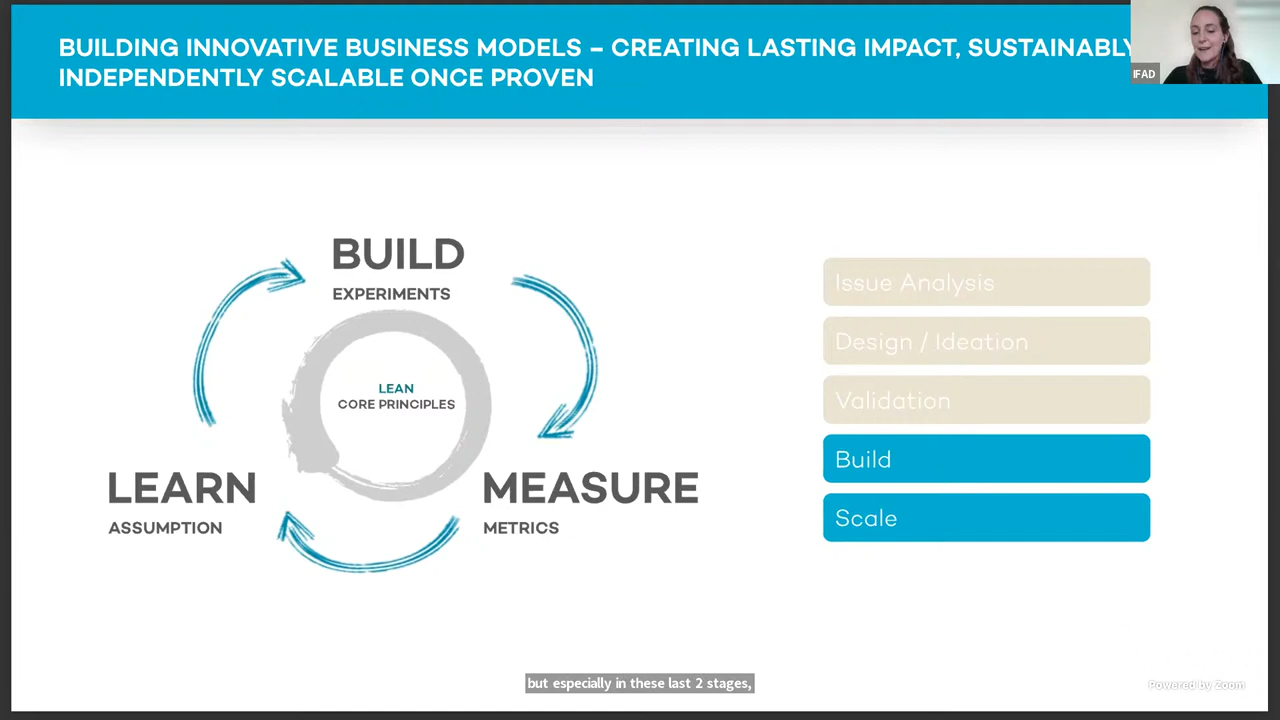 BUILDING INNOVATIVE BUSINESS MODELS – CREATING LASTING IMPACT, SUSTAINABLY
INDEPENDENTLY SCALABLE ONCE PROVEN
IFAD
BUILD
EXPERIMENTS
LEAN
CORE PRINCIPLES
LEARN
ASSUMPTION
MEASURE
METRICS
Issue Analysis
Design / Ideation
Validation
Build
Scale
but especially in these last 2 stages,
Powered by Zoom